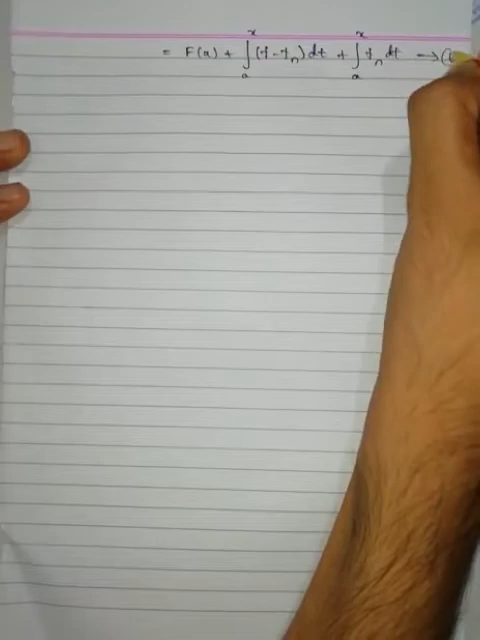 = F(a) + ∫ₐˣ (f - fₙ) dt + ∫ₐˣ fₙ dt →